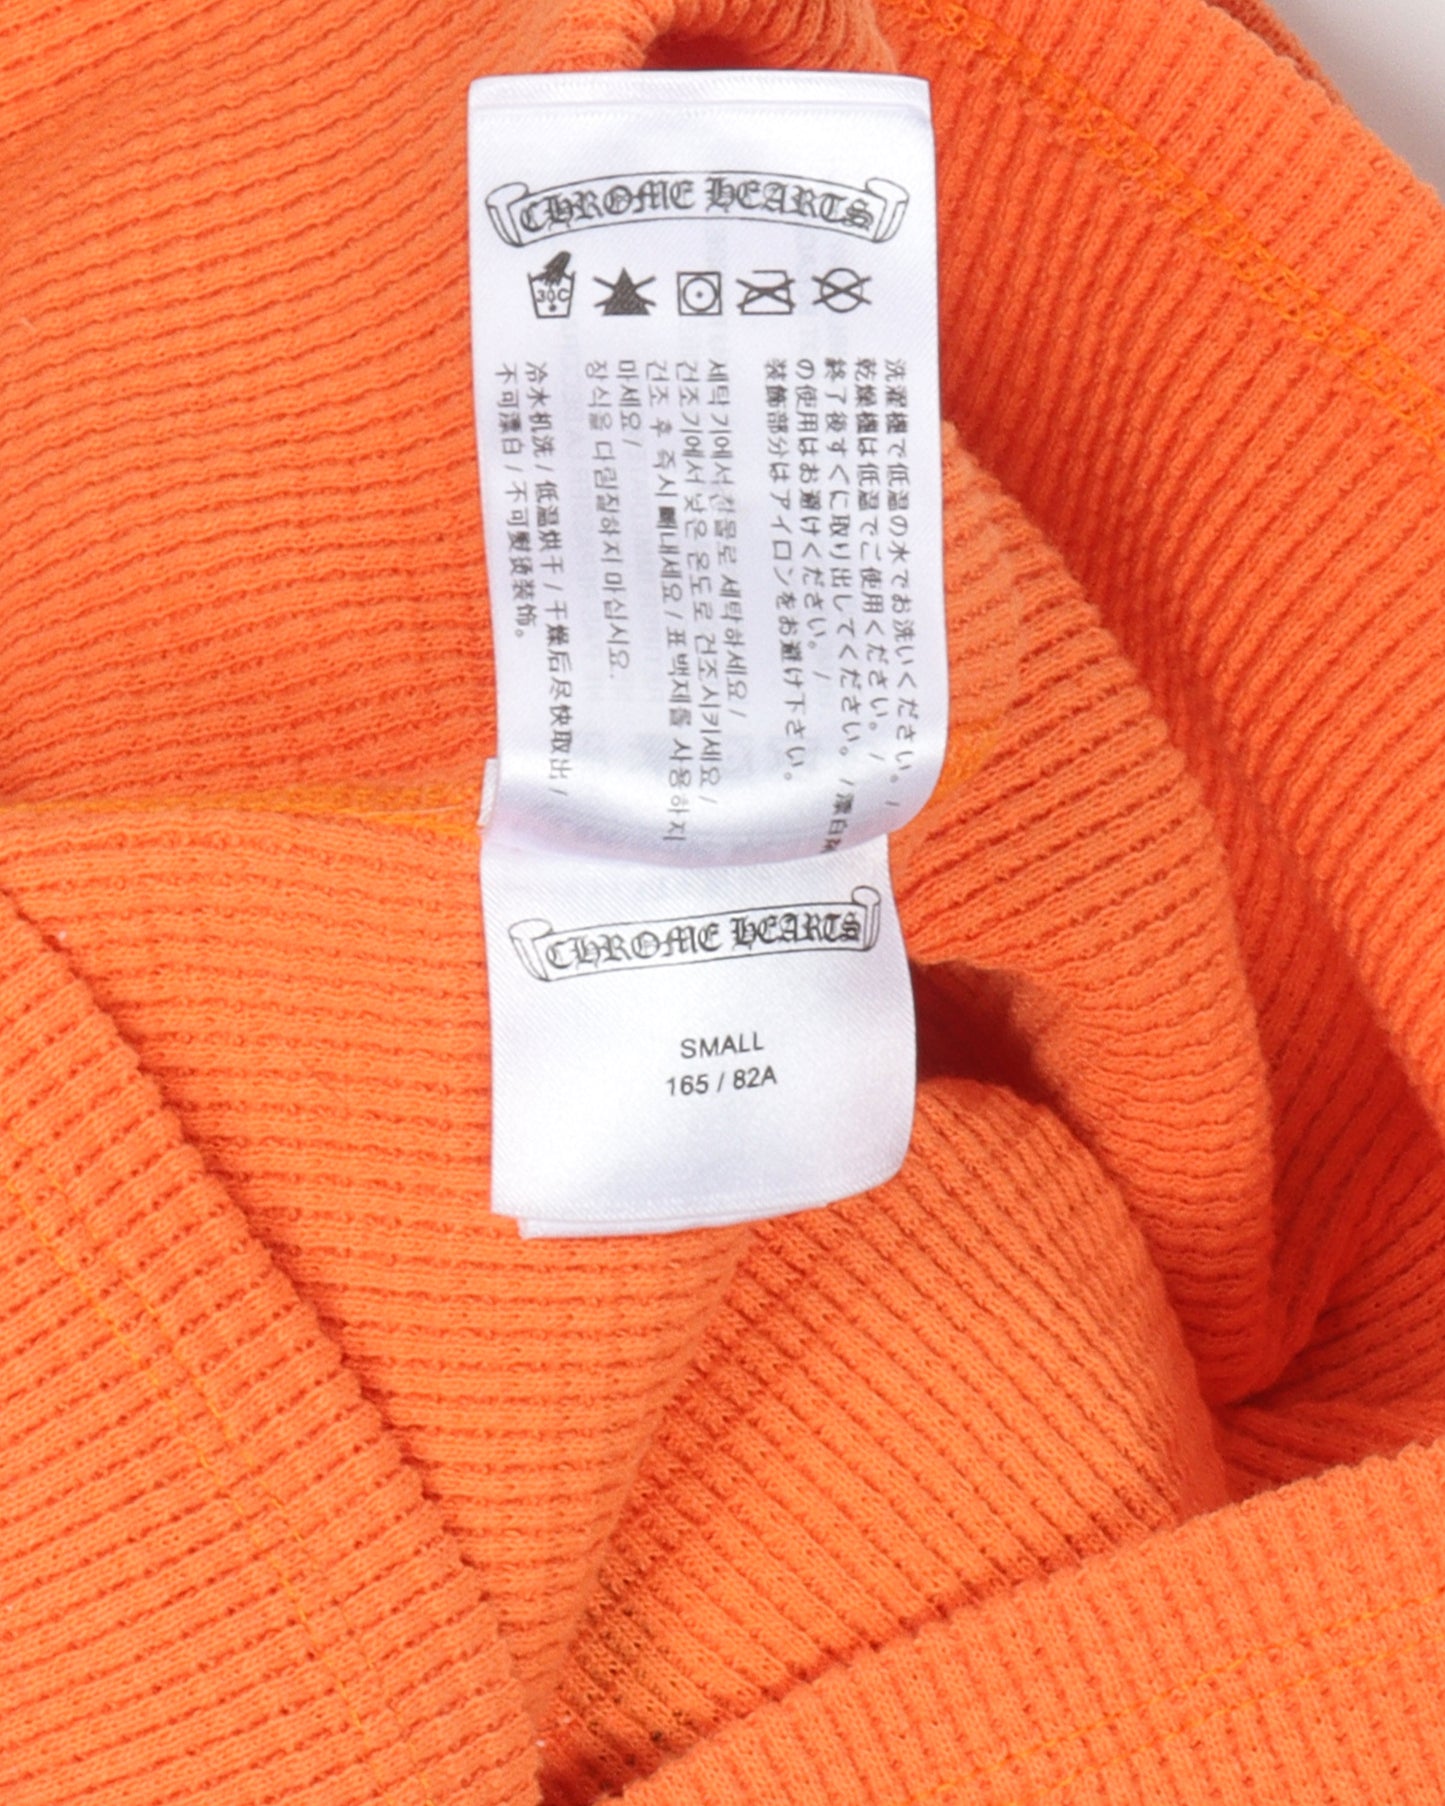 CHROME HEARTS
30C
洗濯機で低温の水でお洗いください。/
乾燥機は低温でご使用ください。/
終了後すぐに取り出してください。/ 漂白剤
の使用はお避けください。/
装飾部分はアイロンをお避け下さい。
세탁기에서 찬물로 세탁하세요 /
건조기에서 낮은 온도로 건조시키세요 /
건조 후 즉시 빼내세요 / 표백제를 사용하지
마세요 /
장식을 다림질하지 마십시오.
冷水机洗 / 低温烘干 / 干燥后尽快取出 /
不可漂白 / 不可熨烫装饰。
CHROME HEARTS
SMALL
165 / 82A